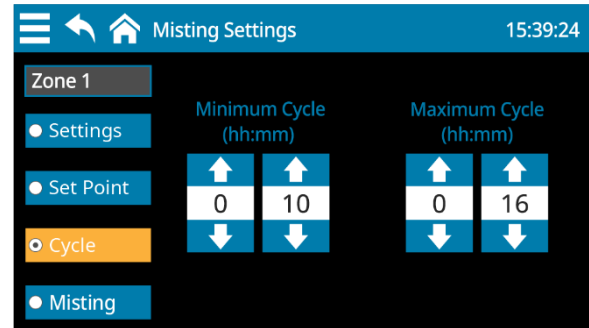 Misting Settings 15:39:24
Zone 1
Settings
Set Point
Cycle
Misting
Minimum Cycle
(hh:mm)
0 10
Maximum Cycle
(hh:mm)
0 16